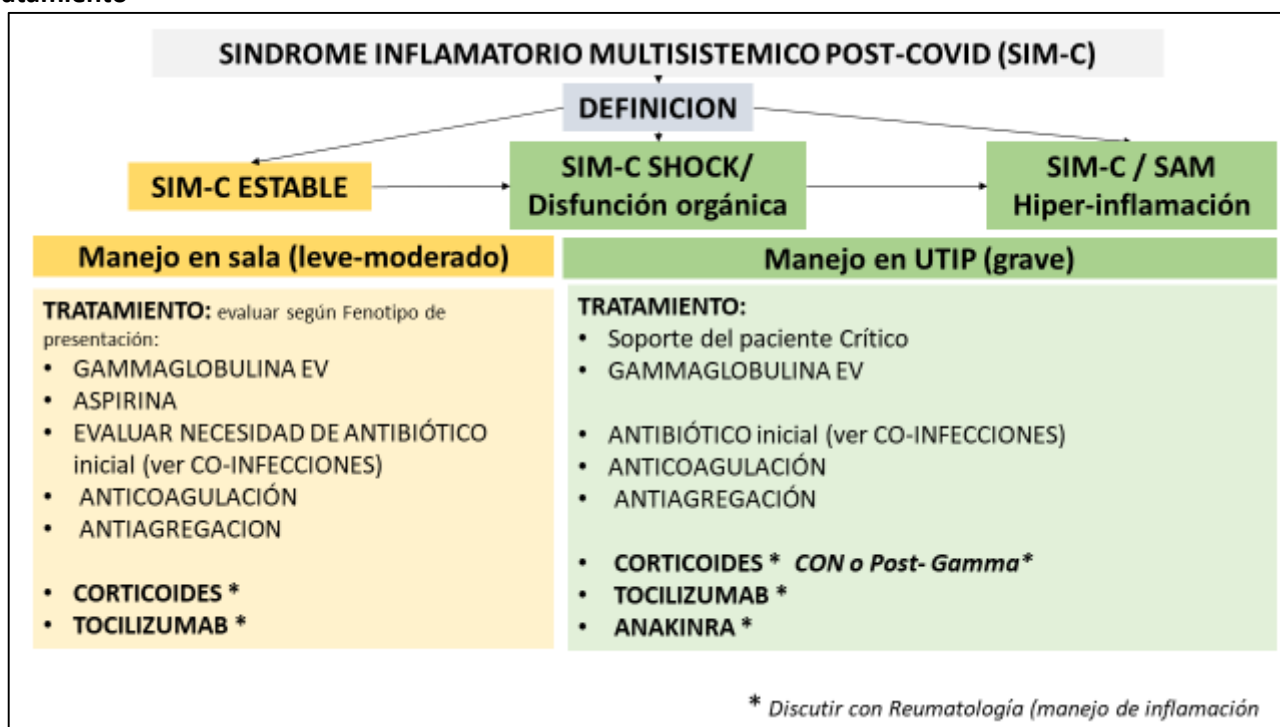 SINDROME INFLAMATORIO MULTISISTEMICO POST-COVID (SIM-C)
DEFINICION
SIM-C ESTABLE
SIM-C SHOCK/
Disfunción orgánica
SIM-C / SAM
Hiper-inflamación
Manejo en sala (leve-moderado)
TRATAMIENTO: evaluar según Fenotipo de
presentación:
• GAMMAGLOBULINA EV
• ASPIRINA
• EVALUAR NECESIDAD DE ANTIBIÓTICO
inicial (ver CO-INFECCIONES)
• ANTICOAGULACIÓN
• ANTIAGREGACION
• CORTICOIDES *
• TOCILIZUMAB *
Manejo en UTIP (grave)
TRATAMIENTO:
• Soporte del paciente Crítico
• GAMMAGLOBULINA EV
• ANTIBIÓTICO inicial (ver CO-INFECCIONES)
• ANTICOAGULACIÓN
• ANTIAGREGACIÓN
• CORTICOIDES * CON o Post- Gamma*
• TOCILIZUMAB *
• ANAKINRA *
* Discutir con Reumatología (manejo de inflamación